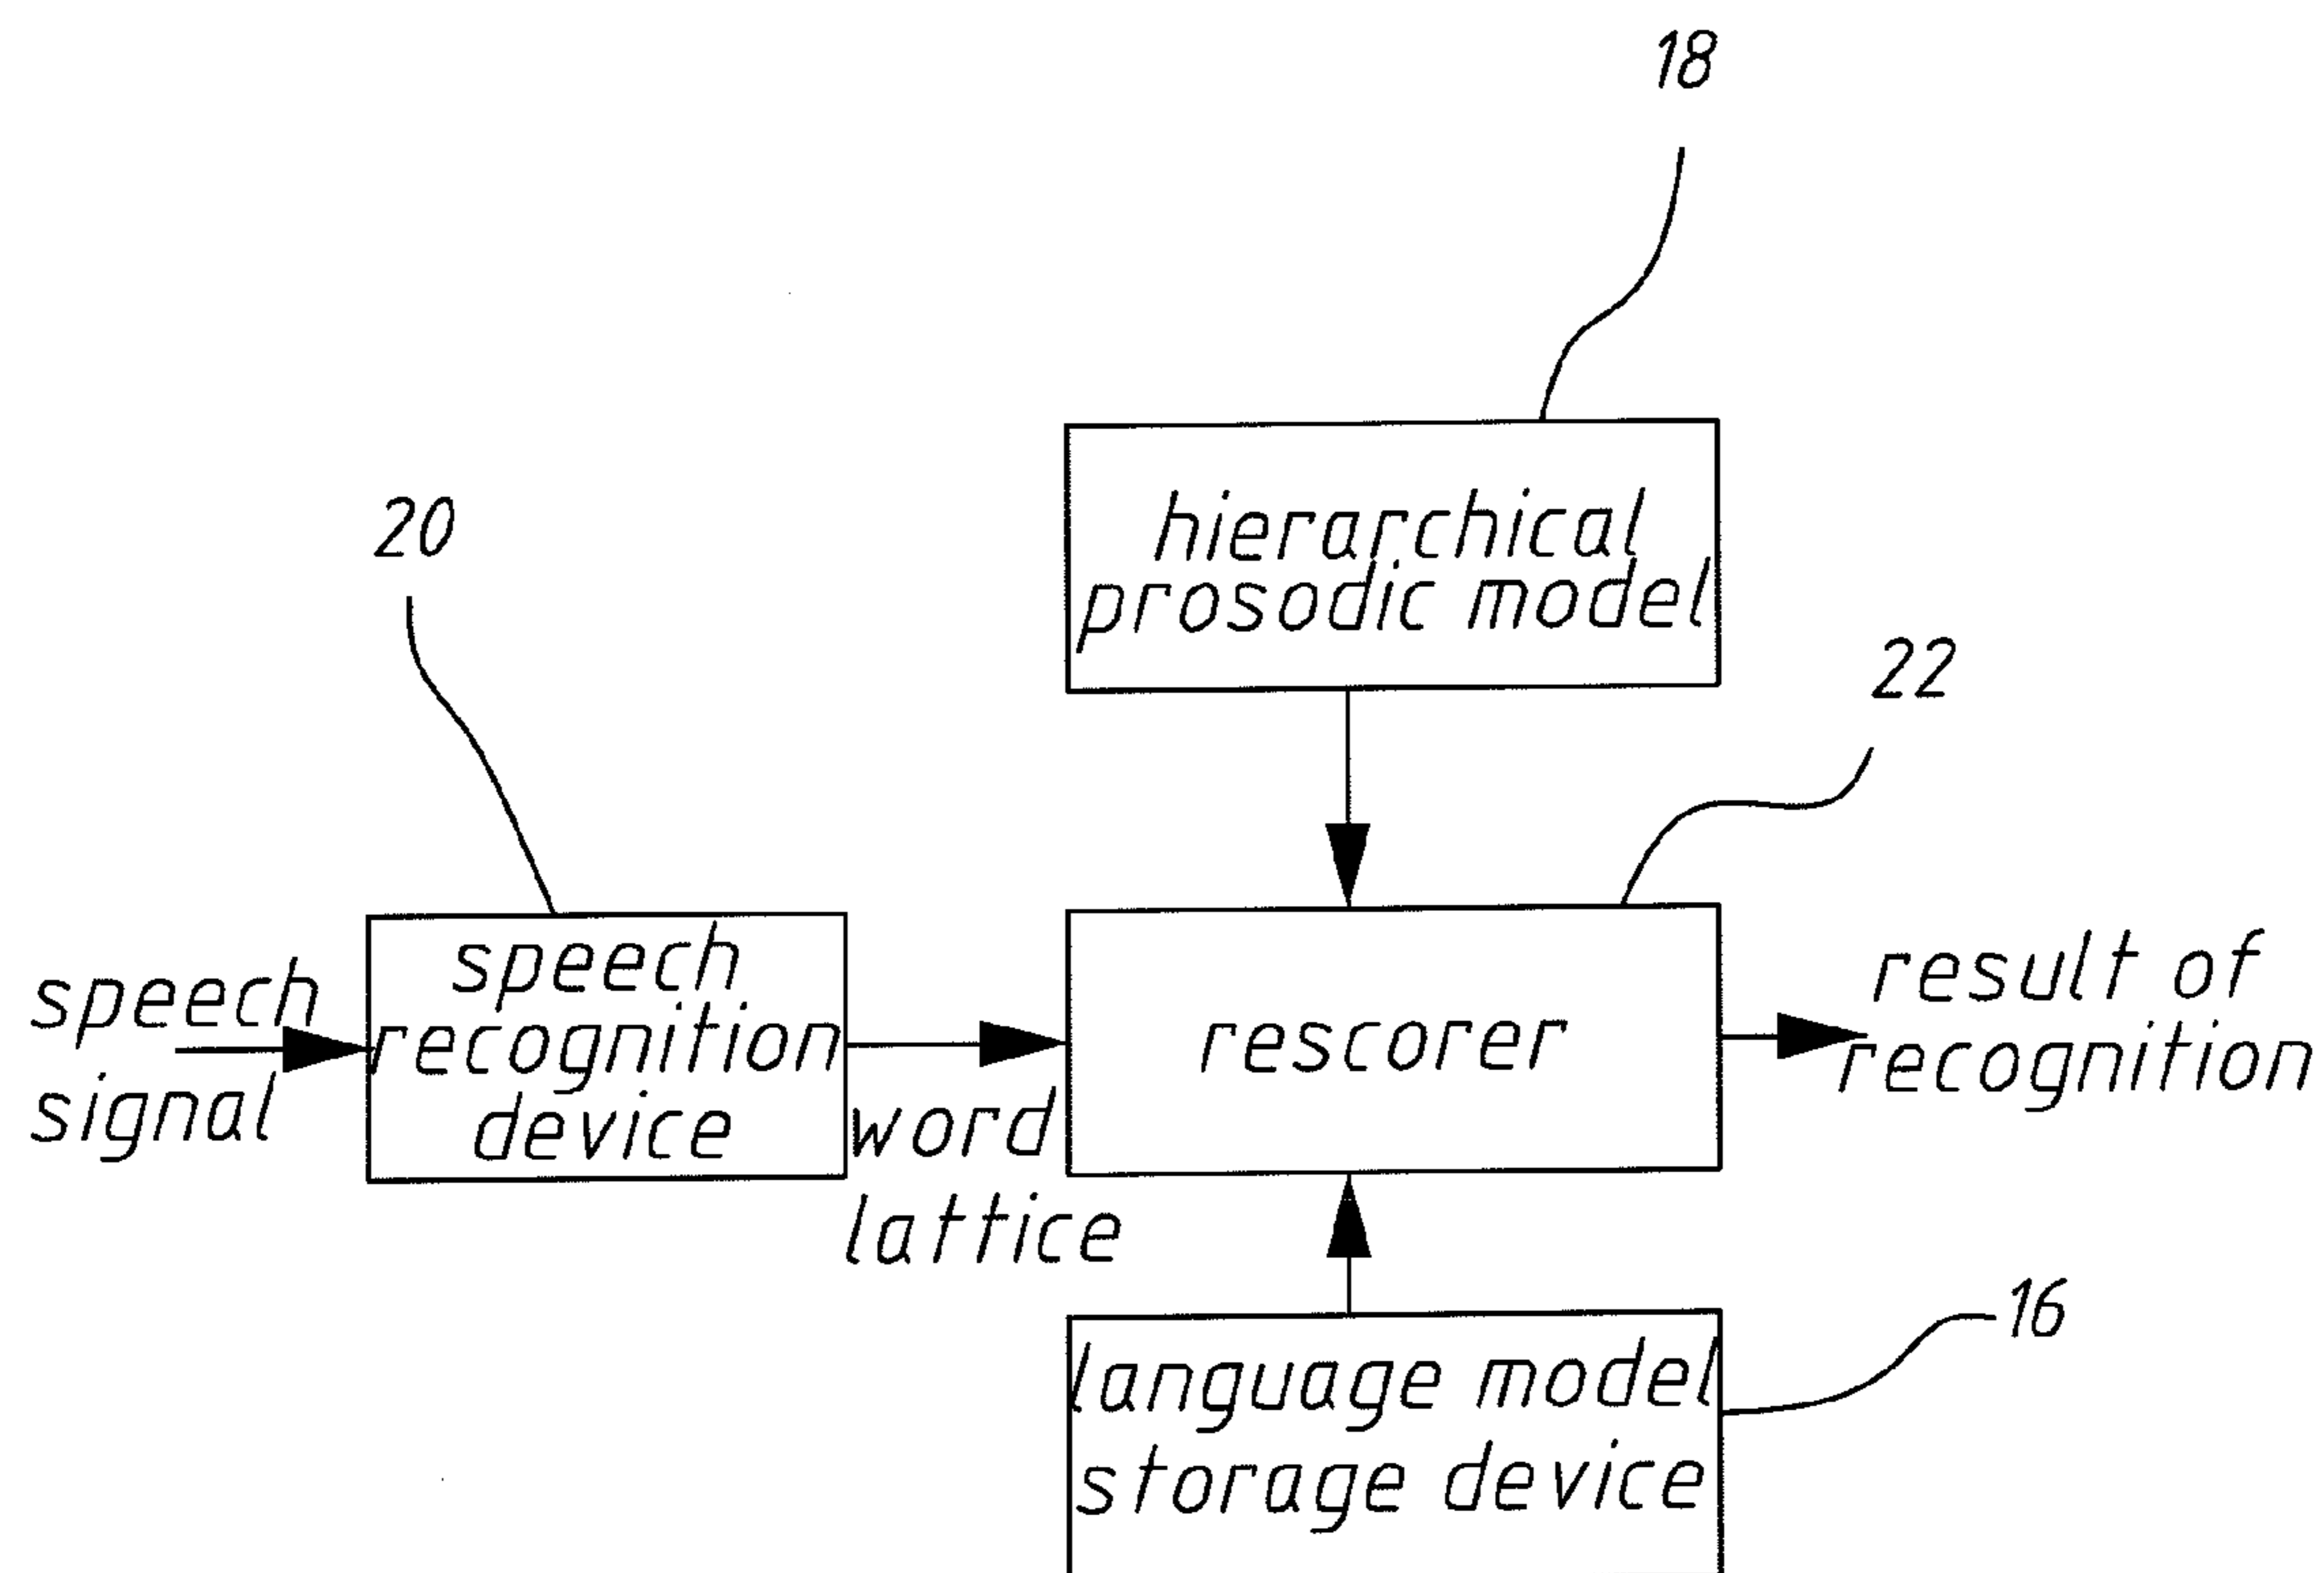 18
hierarchical
prosodic model
20
22
speech
signal
speech
recognition
device
word
lattice
rescorer
result of
recognition
16
language model
storage device